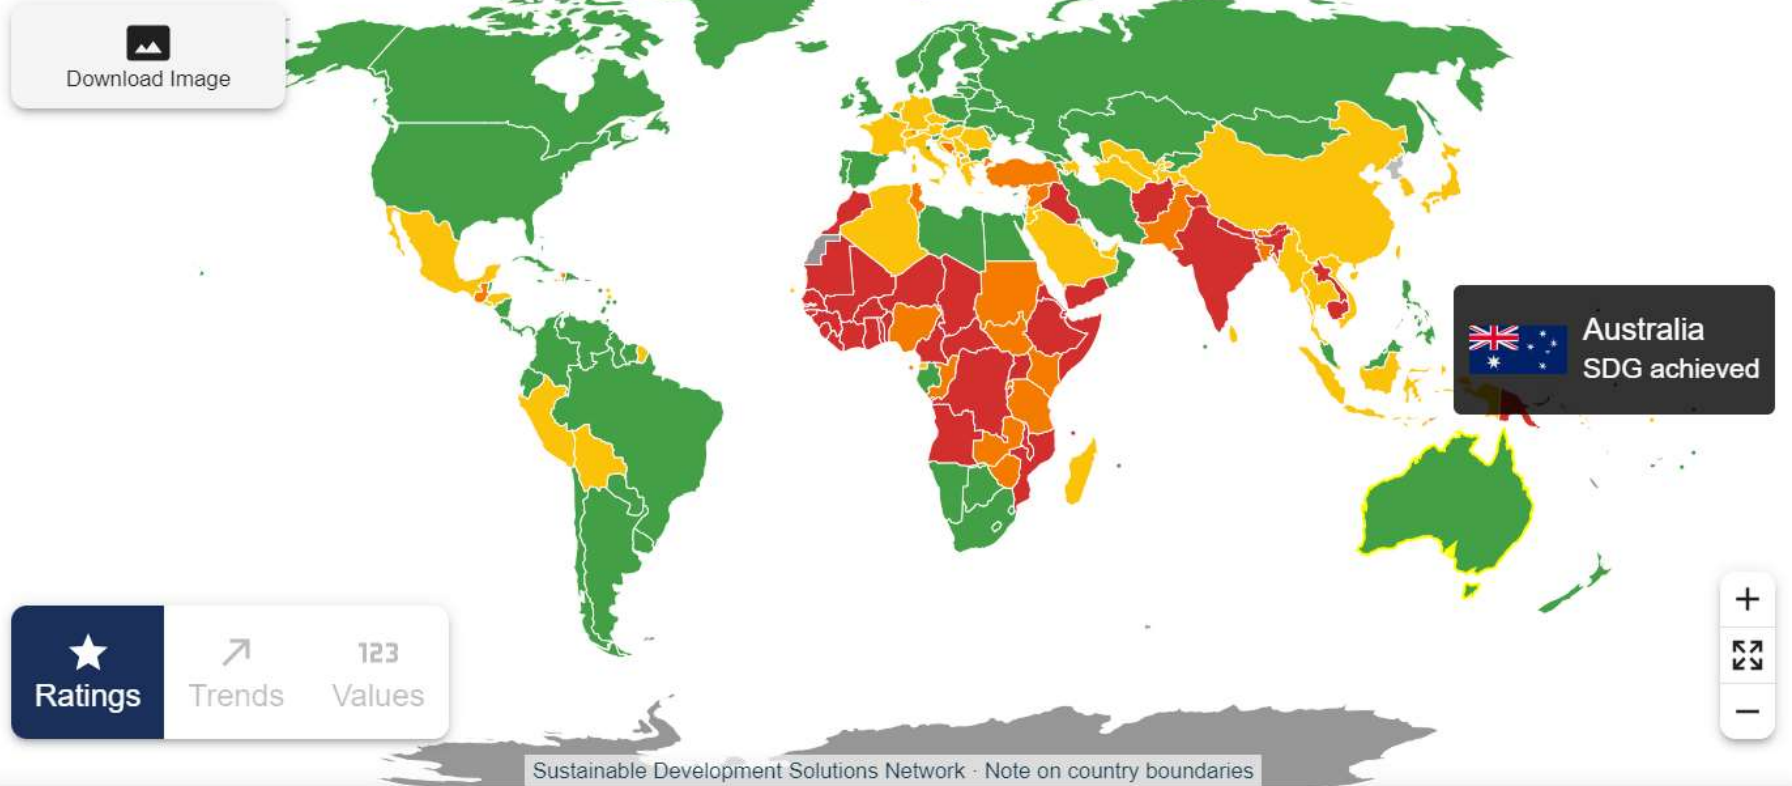 Download Image
Australia
SDG achieved
Ratings
Trends
123
Values
Sustainable Development Solutions Network · Note on country boundaries